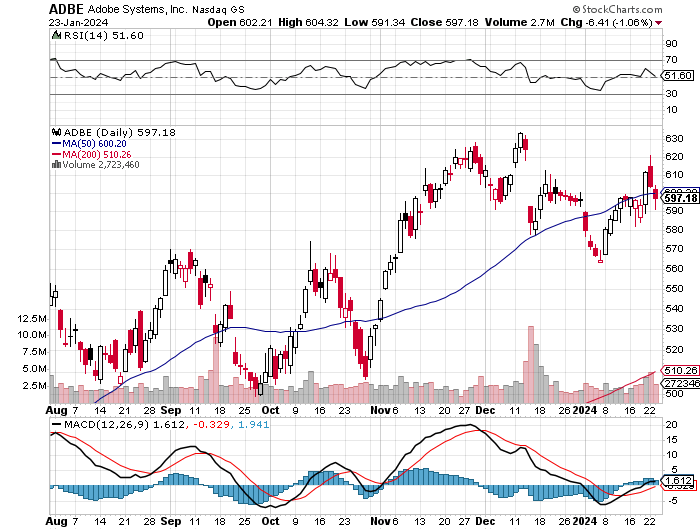 ADBE Adobe Systems, Inc. Nasdaq GS © StockCharts.com
23-Jan-2024 Open 602.21 High 604.32 Low 591.34 Close 597.18 Volume 2.7M Chg -6.41 (-1.06%)
RSI(14) 51.60
90
70
51.60
30
10
ADBE (Daily) 597.18
MA(50) 600.20
MA(200) 510.26
Volume 2,723,460
630
620
610
597.18
590
580
570
560
550
540
530
520
510.26
500
12.5M
10.0M
7.5M
5.0M
2.5M
Aug 7 14 21 28 Sep 11 18 25 Oct 9 16 23 Nov 6 13 20 27 Dec 11 18 26 2024 8 16 22
MACD(12,26,9) 1.612, -0.329, 1.941
20
15
10
5
1.612
-5
Aug 7 14 21 28 Sep 11 18 25 Oct 9 16 23 Nov 6 13 20 27 Dec 11 18 26 2024 8 16 22